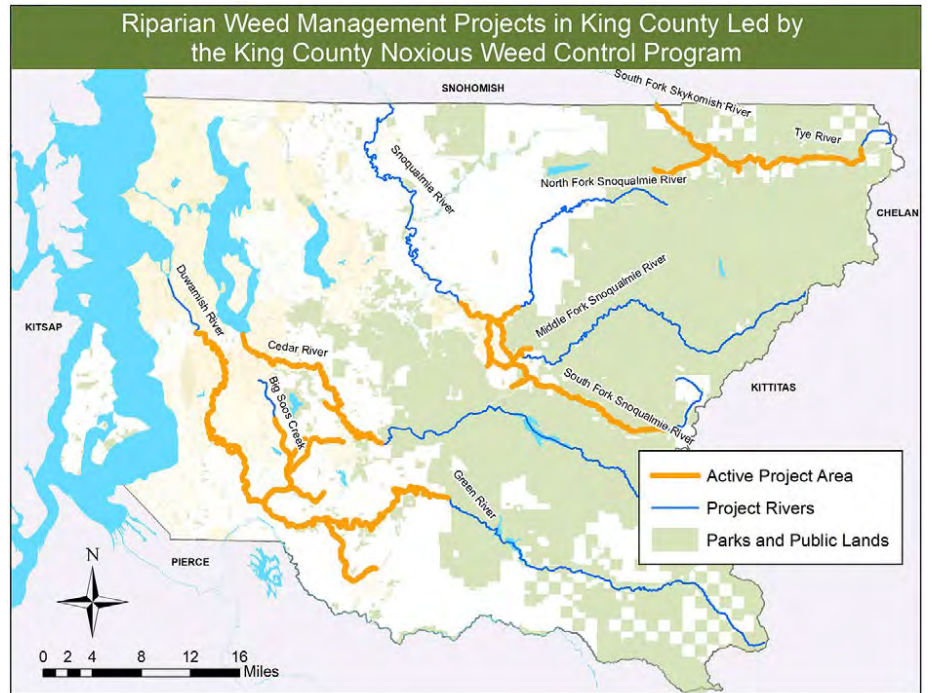 Riparian Weed Management Projects in King County Led by
the King County Noxious Weed Control Program
SNOHOMISH
South Fork Skykomish River
Tye River
Snoqualmie River
North Fork Snoqualmie River
CHELAN
Duwamish River
Middle Fork Snoqualmie River
KITSAP
Cedar River
Big Soos Creek
South Fork Snoqualmie River
KITTITAS
Green River
Active Project Area
Project Rivers
Parks and Public Lands
PIERCE
N
0 2 4 8 12 16
Miles